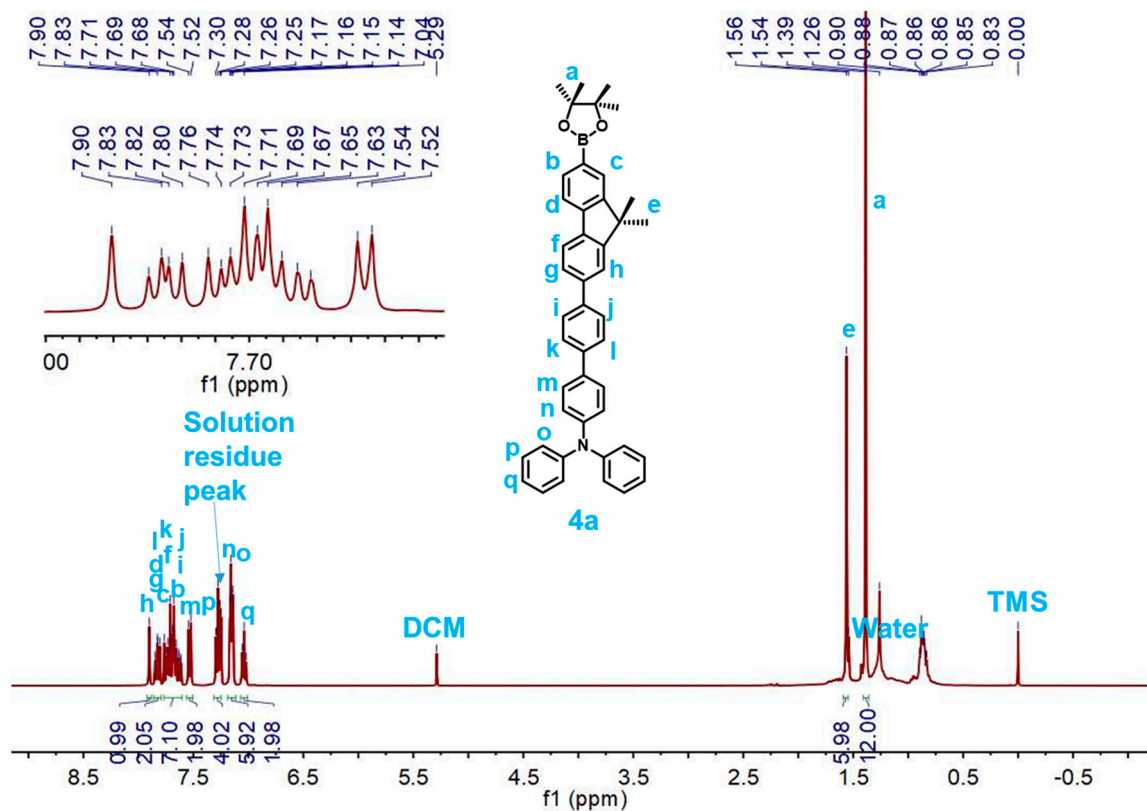 7.90 7.83 7.71 7.69 7.68 7.54 7.52 7.30 7.28 7.26 7.25 7.17 7.16 7.15 7.14 7.04 5.29
1.56 1.54 1.39 1.26 0.90 0.88 0.87 0.86 0.86 0.85 0.83 0.00
7.90 7.83 7.82 7.80 7.76 7.74 7.73 7.71 7.69 7.67 7.65 7.63 7.54 7.52
00 7.70
f1 (ppm)
a
O O
B
b c
d e
f
g h
i j
k l
m
n
o
p N
q
4a
Solution
residue
peak
a
e
k
l j
d f
g i
c b
h m p n o q
DCM
Water
TMS
0.99 2.05 7.10 1.98 4.02 5.92 1.98 5.98 12.00
8.5 7.5 6.5 5.5 4.5 3.5 2.5 1.5 0.5 -0.5
f1 (ppm)